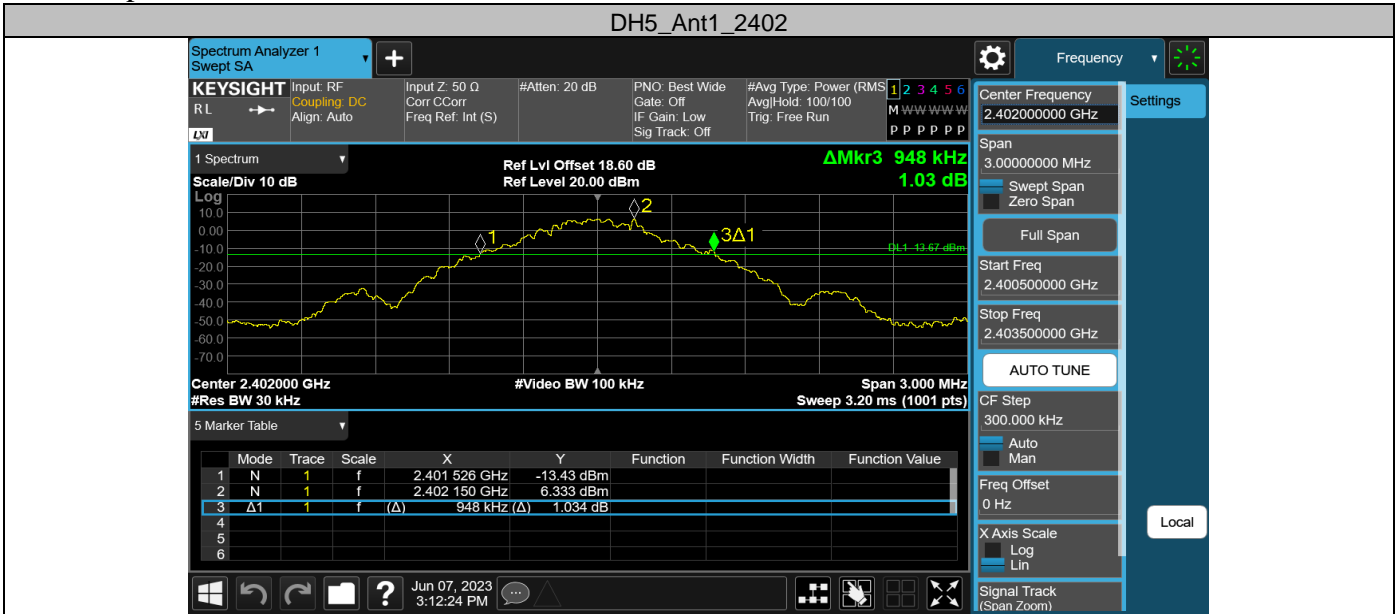 DH5_Ant1_2402
Spectrum Analyzer 1
Swept SA
Frequency
KEYSIGHT
Input: RF
Input Z: 50 Ω
#Atten: 20 dB
PNO: Best Wide
#Avg Type: Power (RMS
1 2 3 4 5 6
R L
Coupling: DC
Corr CCorr
Gate: Off
Avg|Hold: 100/100
M W W W W W
Align: Auto
Freq Ref: Int (S)
IF Gain: Low
Trig: Free Run
LXI
Sig Track: Off
P P P P P P
1 Spectrum
Ref Lvl Offset 18.60 dB
ΔMkr3 948 kHz
Scale/Div 10 dB
Ref Level 20.00 dBm
1.03 dB
Log
10.0
0.00
-10.0
-20.0
-30.0
-40.0
-50.0
-60.0
-70.0
1
2
3Δ1
DL1 -13.67 dBm
Center 2.402000 GHz
#Video BW 100 kHz
Span 3.000 MHz
#Res BW 30 kHz
Sweep 3.20 ms (1001 pts)
5 Marker Table
Mode Trace Scale X Y Function Function Width Function Value
1 N 1 f 2.401 526 GHz -13.43 dBm
2 N 1 f 2.402 150 GHz 6.333 dBm
3 Δ1 1 f (Δ) 948 kHz (Δ) 1.034 dB
4
5
6
Jun 07, 2023
3:12:24 PM
Center Frequency
2.402000000 GHz
Settings
Span
3.00000000 MHz
Swept Span
Zero Span
Full Span
Start Freq
2.400500000 GHz
Stop Freq
2.403500000 GHz
AUTO TUNE
CF Step
300.000 kHz
Auto
Man
Freq Offset
0 Hz
Local
X Axis Scale
Log
Lin
Signal Track
(Span Zoom)